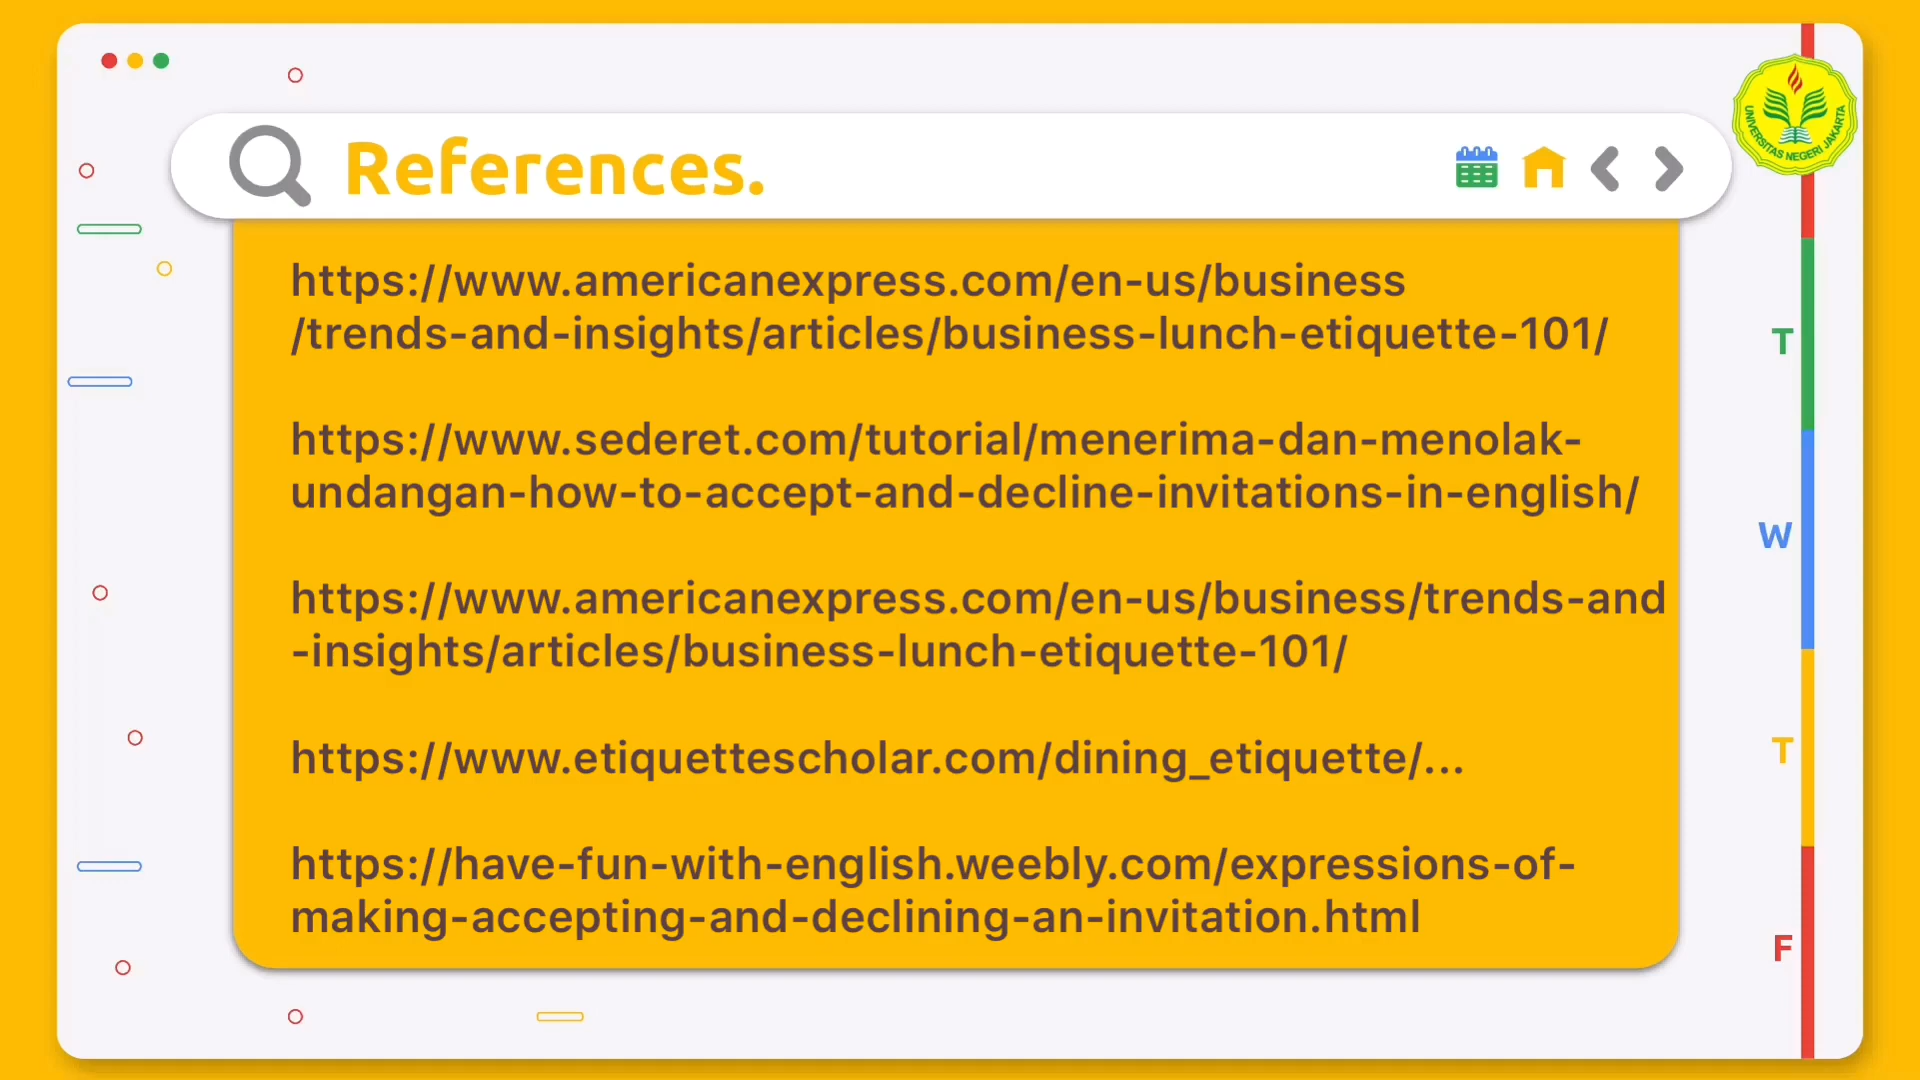 References.
UNIVERSITAS NEGERI JAKARTA
https://www.americanexpress.com/en-us/business
/trends-and-insights/articles/business-lunch-etiquette-101/
https://www.sederet.com/tutorial/menerima-dan-menolak-
undangan-how-to-accept-and-decline-invitations-in-english/
https://www.americanexpress.com/en-us/business/trends-and
-insights/articles/business-lunch-etiquette-101/
https://www.etiquettescholar.com/dining_etiquette/...
https://have-fun-with-english.weebly.com/expressions-of-
making-accepting-and-declining-an-invitation.html
T
W
T
F